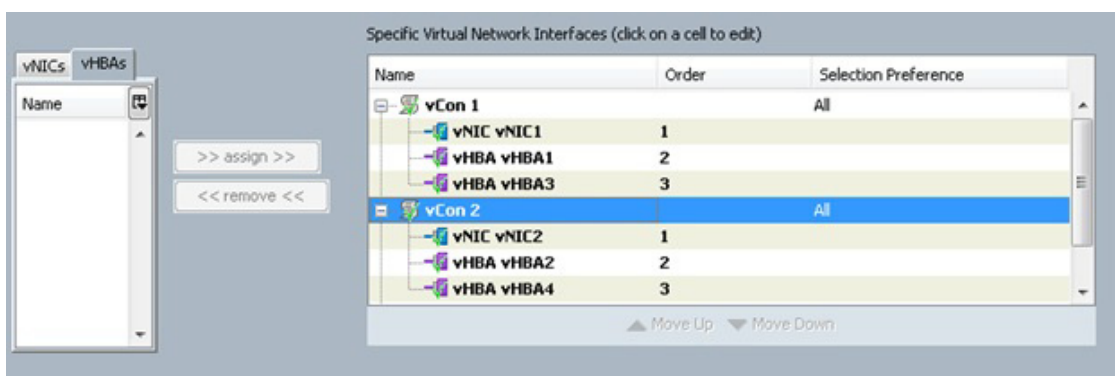 Specific Virtual Network Interfaces (click on a cell to edit)
vNICs vHBAs
Name
>> assign >>
<< remove <<
Name Order Selection Preference
vCon 1 All
vNIC vNIC1 1
vHBA vHBA1 2
vHBA vHBA3 3
vCon 2 All
vNIC vNIC2 1
vHBA vHBA2 2
vHBA vHBA4 3
Move Up Move Down